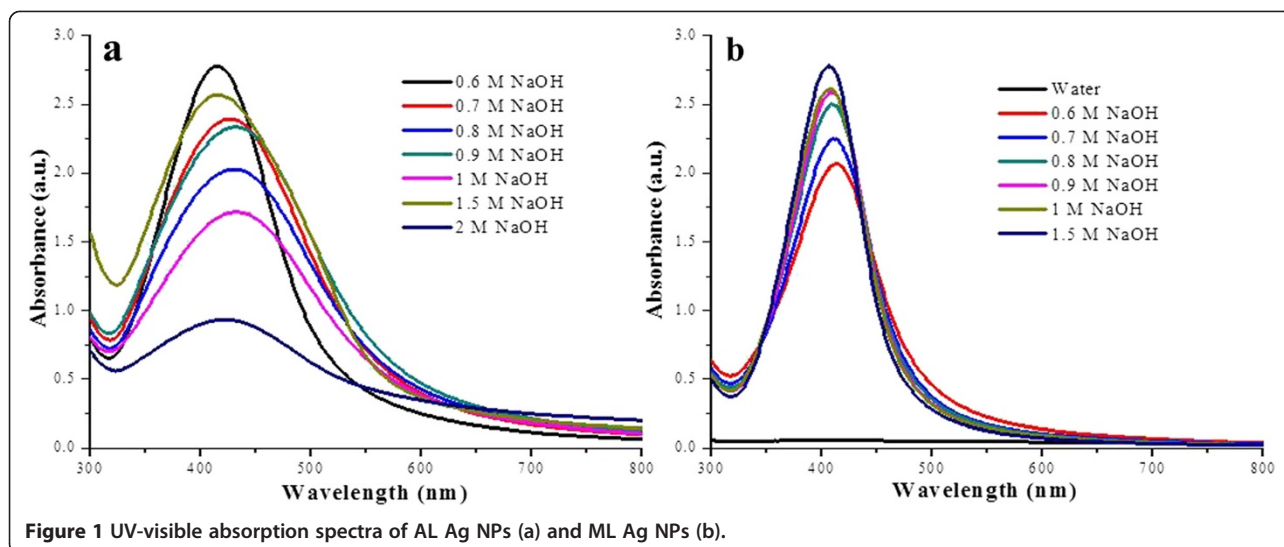 a
3.0
2.5
2.0
1.5
1.0
0.5
0.0
Absorbance (a.u.)
0.6 M NaOH
0.7 M NaOH
0.8 M NaOH
0.9 M NaOH
1 M NaOH
1.5 M NaOH
2 M NaOH
300 400 500 600 700 800
Wavelength (nm)
b
3.0
2.5
2.0
1.5
1.0
0.5
0.0
Absorbance (a.u.)
Water
0.6 M NaOH
0.7 M NaOH
0.8 M NaOH
0.9 M NaOH
1 M NaOH
1.5 M NaOH
300 400 500 600 700 800
Wavelength (nm)
Figure 1 UV-visible absorption spectra of AL Ag NPs (a) and ML Ag NPs (b).